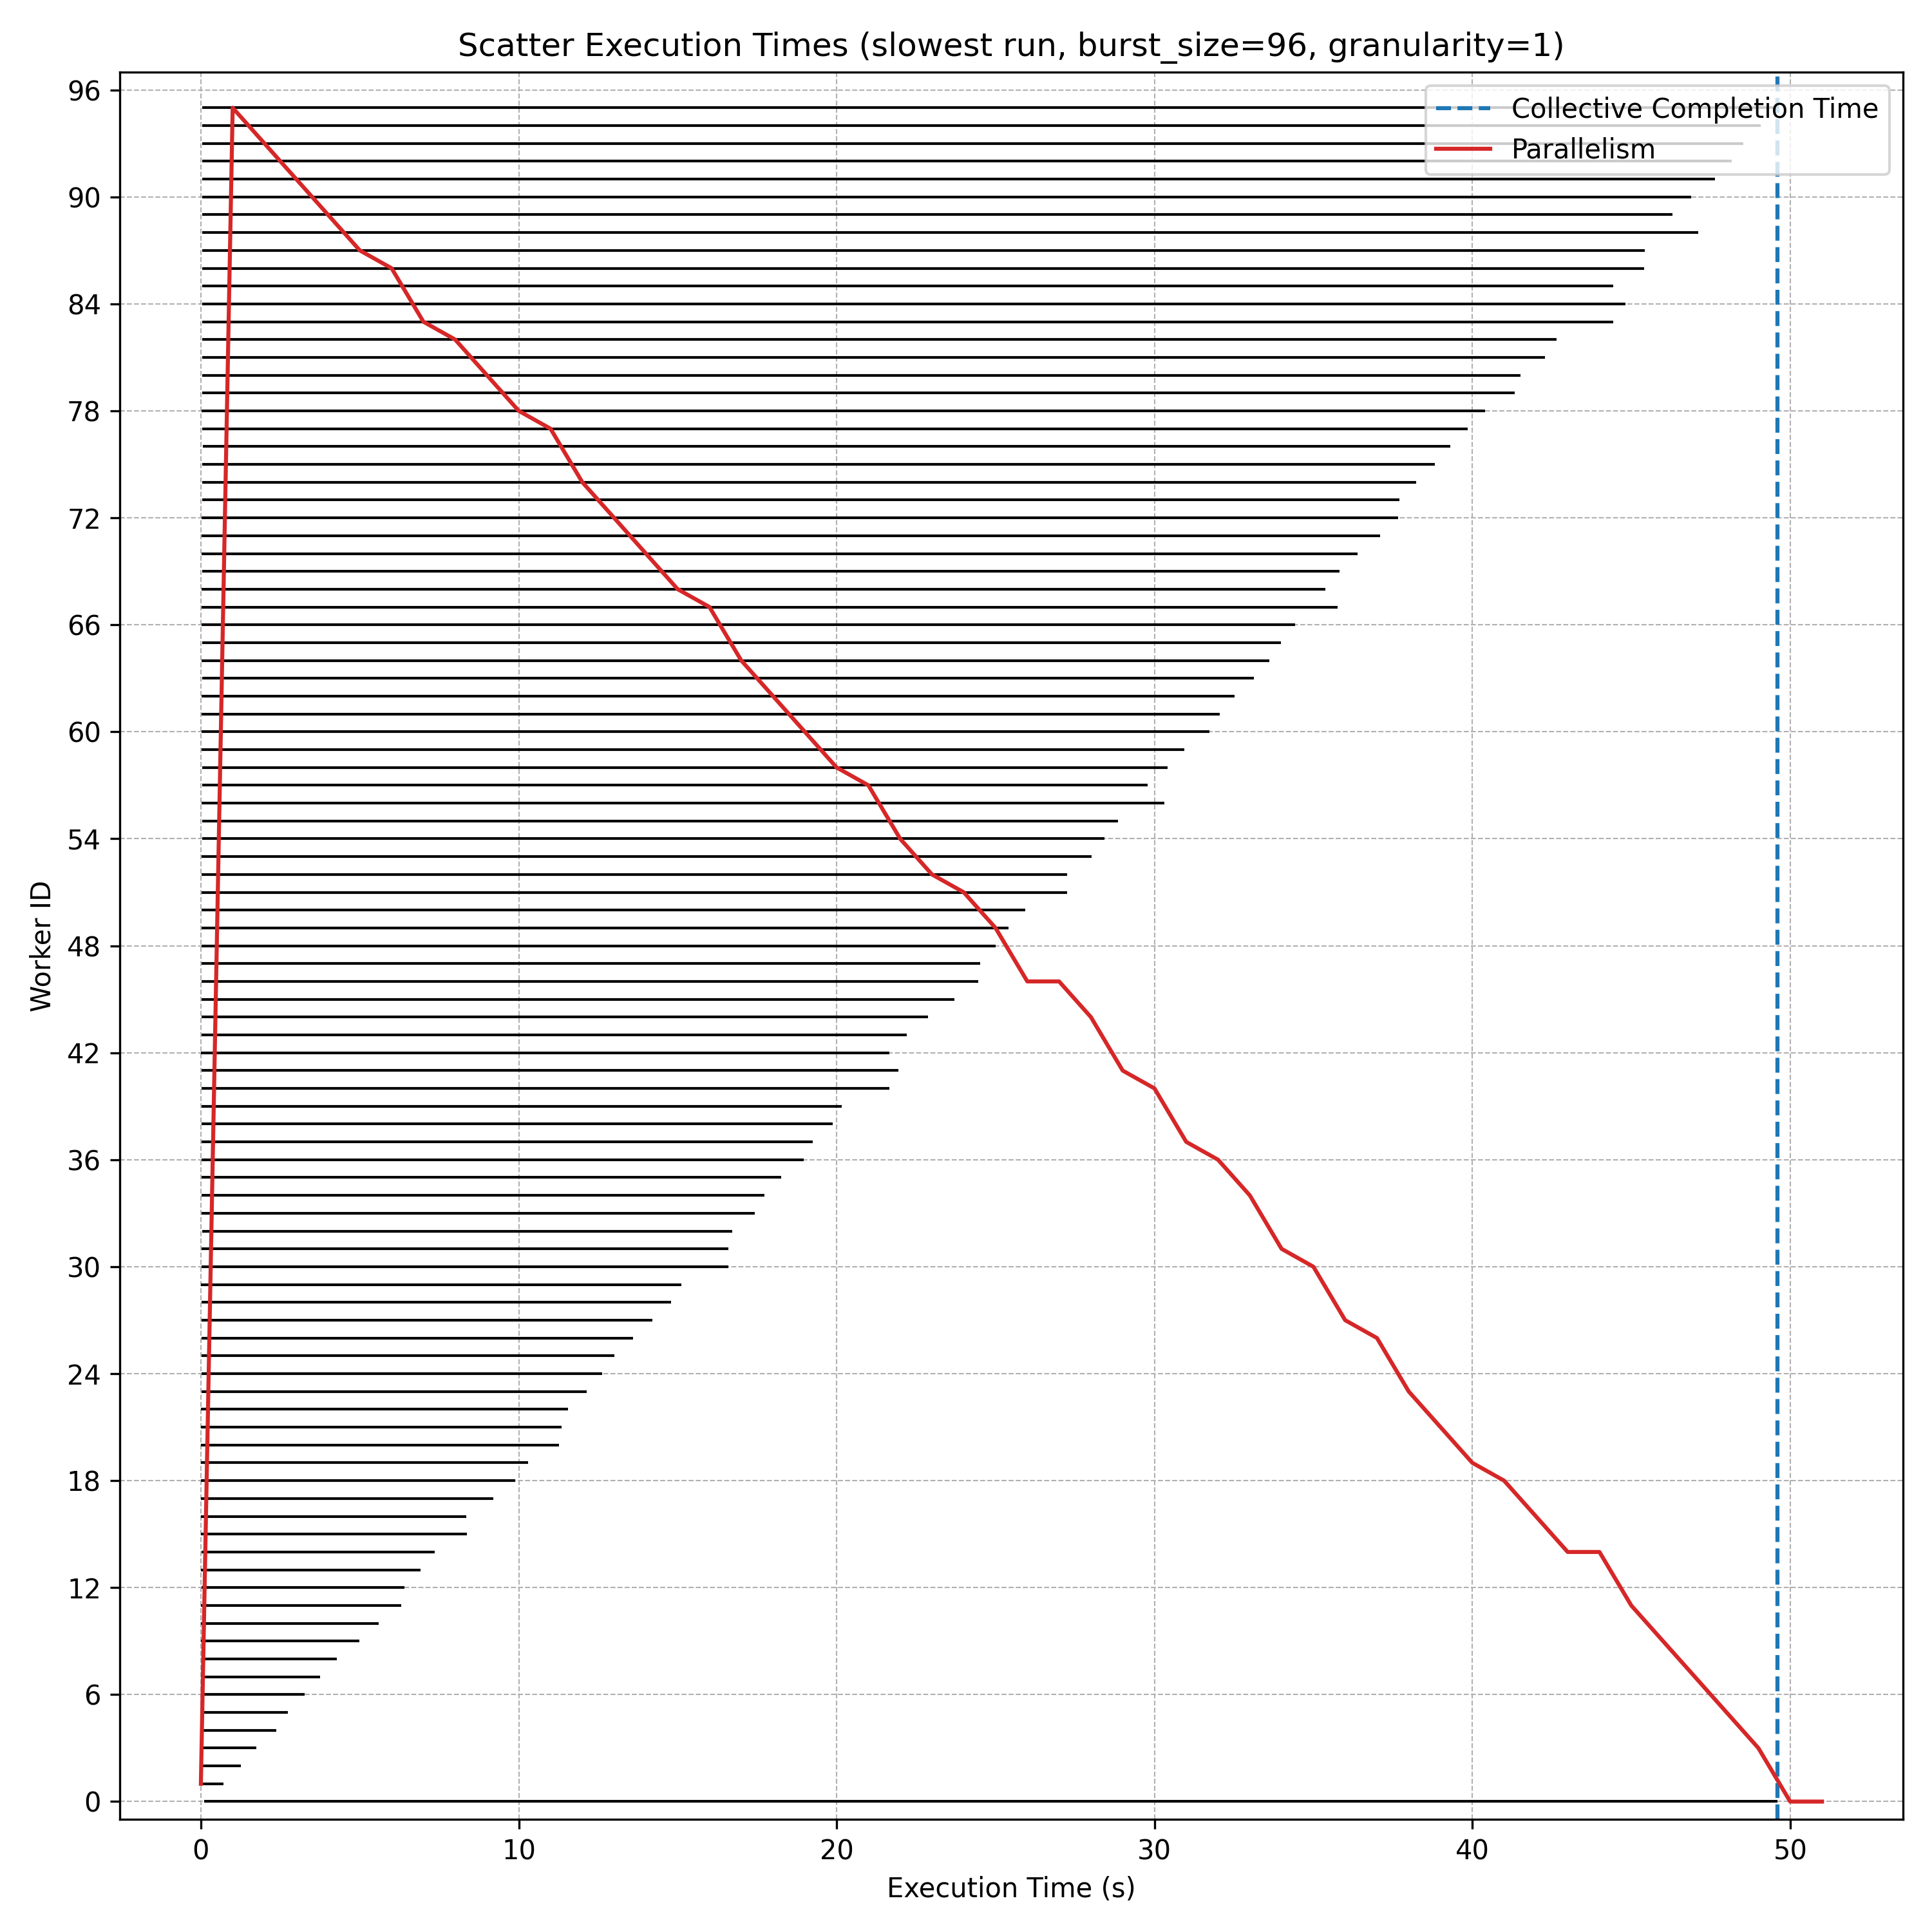 Scatter Execution Times (slowest run, burst_size=96, granularity=1)
Collective Completion Time
Parallelism
96
90
84
78
72
66
60
54
48
42
36
30
24
18
12
6
0
Worker ID
0 10 20 30 40 50
Execution Time (s)